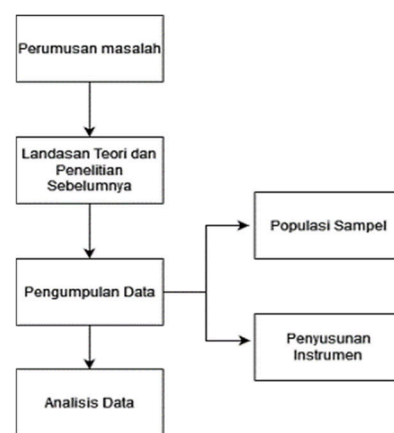 Perumusan masalah
Landasan Teori dan
Penelitian
Sebelumnya
Populasi Sampel
Pengumpulan Data
Penyusunan
Instrumen
Analisis Data